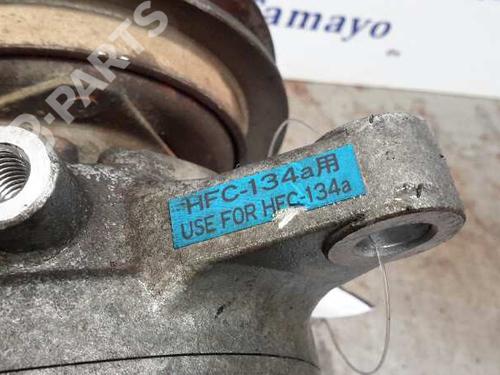 amayo
B-PARTS
HFC-134a用
USE FOR HFC-134a